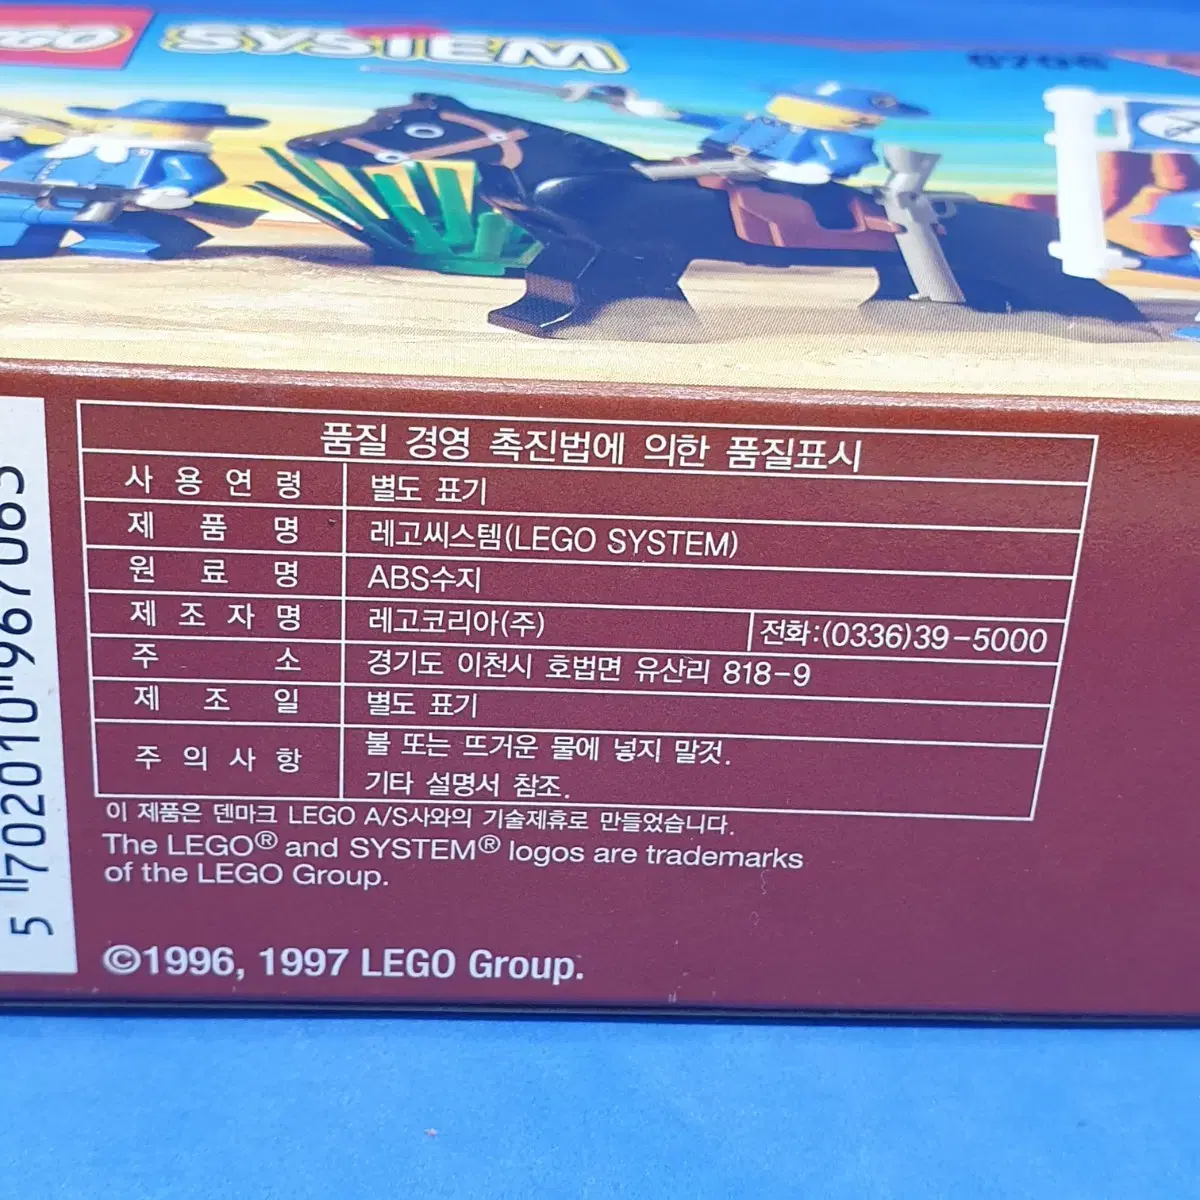 LEGO SYSTEM 6706
품질 경영 촉진법에 의한 품질표시
사 용 연 령 별도 표기
제 품 명 레고씨스템(LEGO SYSTEM)
원 료 명 ABS수지
제 조 자 명 레고코리아(주) 전화:(0336)39-5000
주 소 경기도 이천시 호법면 유산리 818-9
제 조 일 별도 표기
주 의 사 항 불 또는 뜨거운 물에 넣지 말것.
기타 설명서 참조.
이 제품은 덴마크 LEGO A/S사와의 기술제휴로 만들었습니다.
The LEGO® and SYSTEM® logos are trademarks
of the LEGO Group.
©1996, 1997 LEGO Group.
5 702010 967063